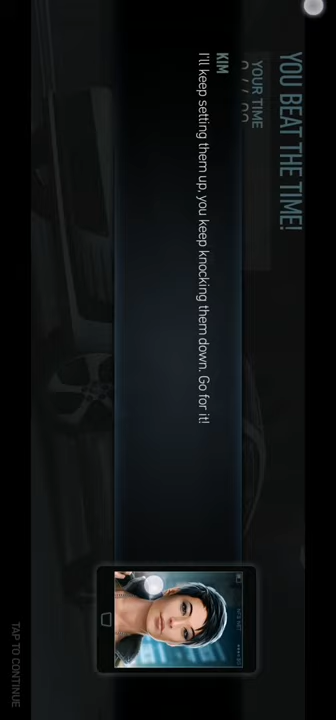 YOU BEAT THE TIME!
YOUR TIME
KIM
I'll keep setting them up, you keep knocking them down. Go for it!
TAP TO CONTINUE